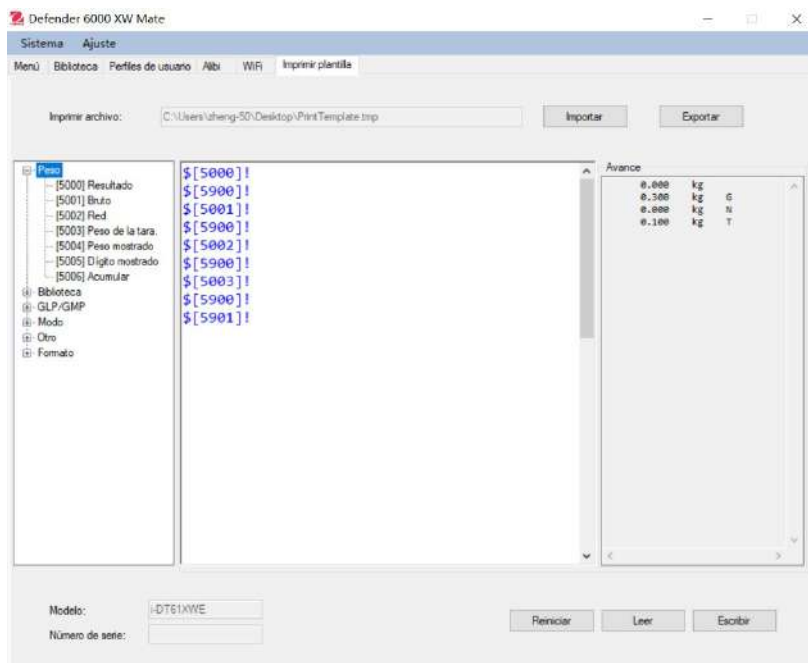 Defender 6000 XW Mate
Sistema Ajuste
Menú Biblioteca Perfiles de usuario Alibi WiFi Imprimir plantilla
Imprimir archivo: C:\Users\zheng-50\Desktop\PrintTemplate.tmp Importar Exportar
Peso
[5000] Resultado
[5001] Bruto
[5002] Red
[5003] Peso de la tara.
[5004] Peso mostrado
[5005] Dígito mostrado
[5006] Acumular
Biblioteca
GLP/GMP
Modo
Otro
Formato
$[5000]!
$[5900]!
$[5001]!
$[5900]!
$[5002]!
$[5900]!
$[5003]!
$[5900]!
$[5901]!
Avance
0.000 kg
0.300 kg G
0.000 kg N
0.100 kg T
Modelo: i-DT61XWE
Número de serie:
Reiniciar Leer Escribir